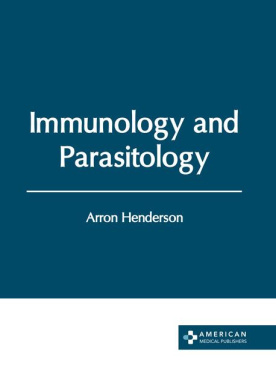 Immunology and
Parasitology
Arron Henderson
AMERICAN
MEDICAL PUBLISHERS